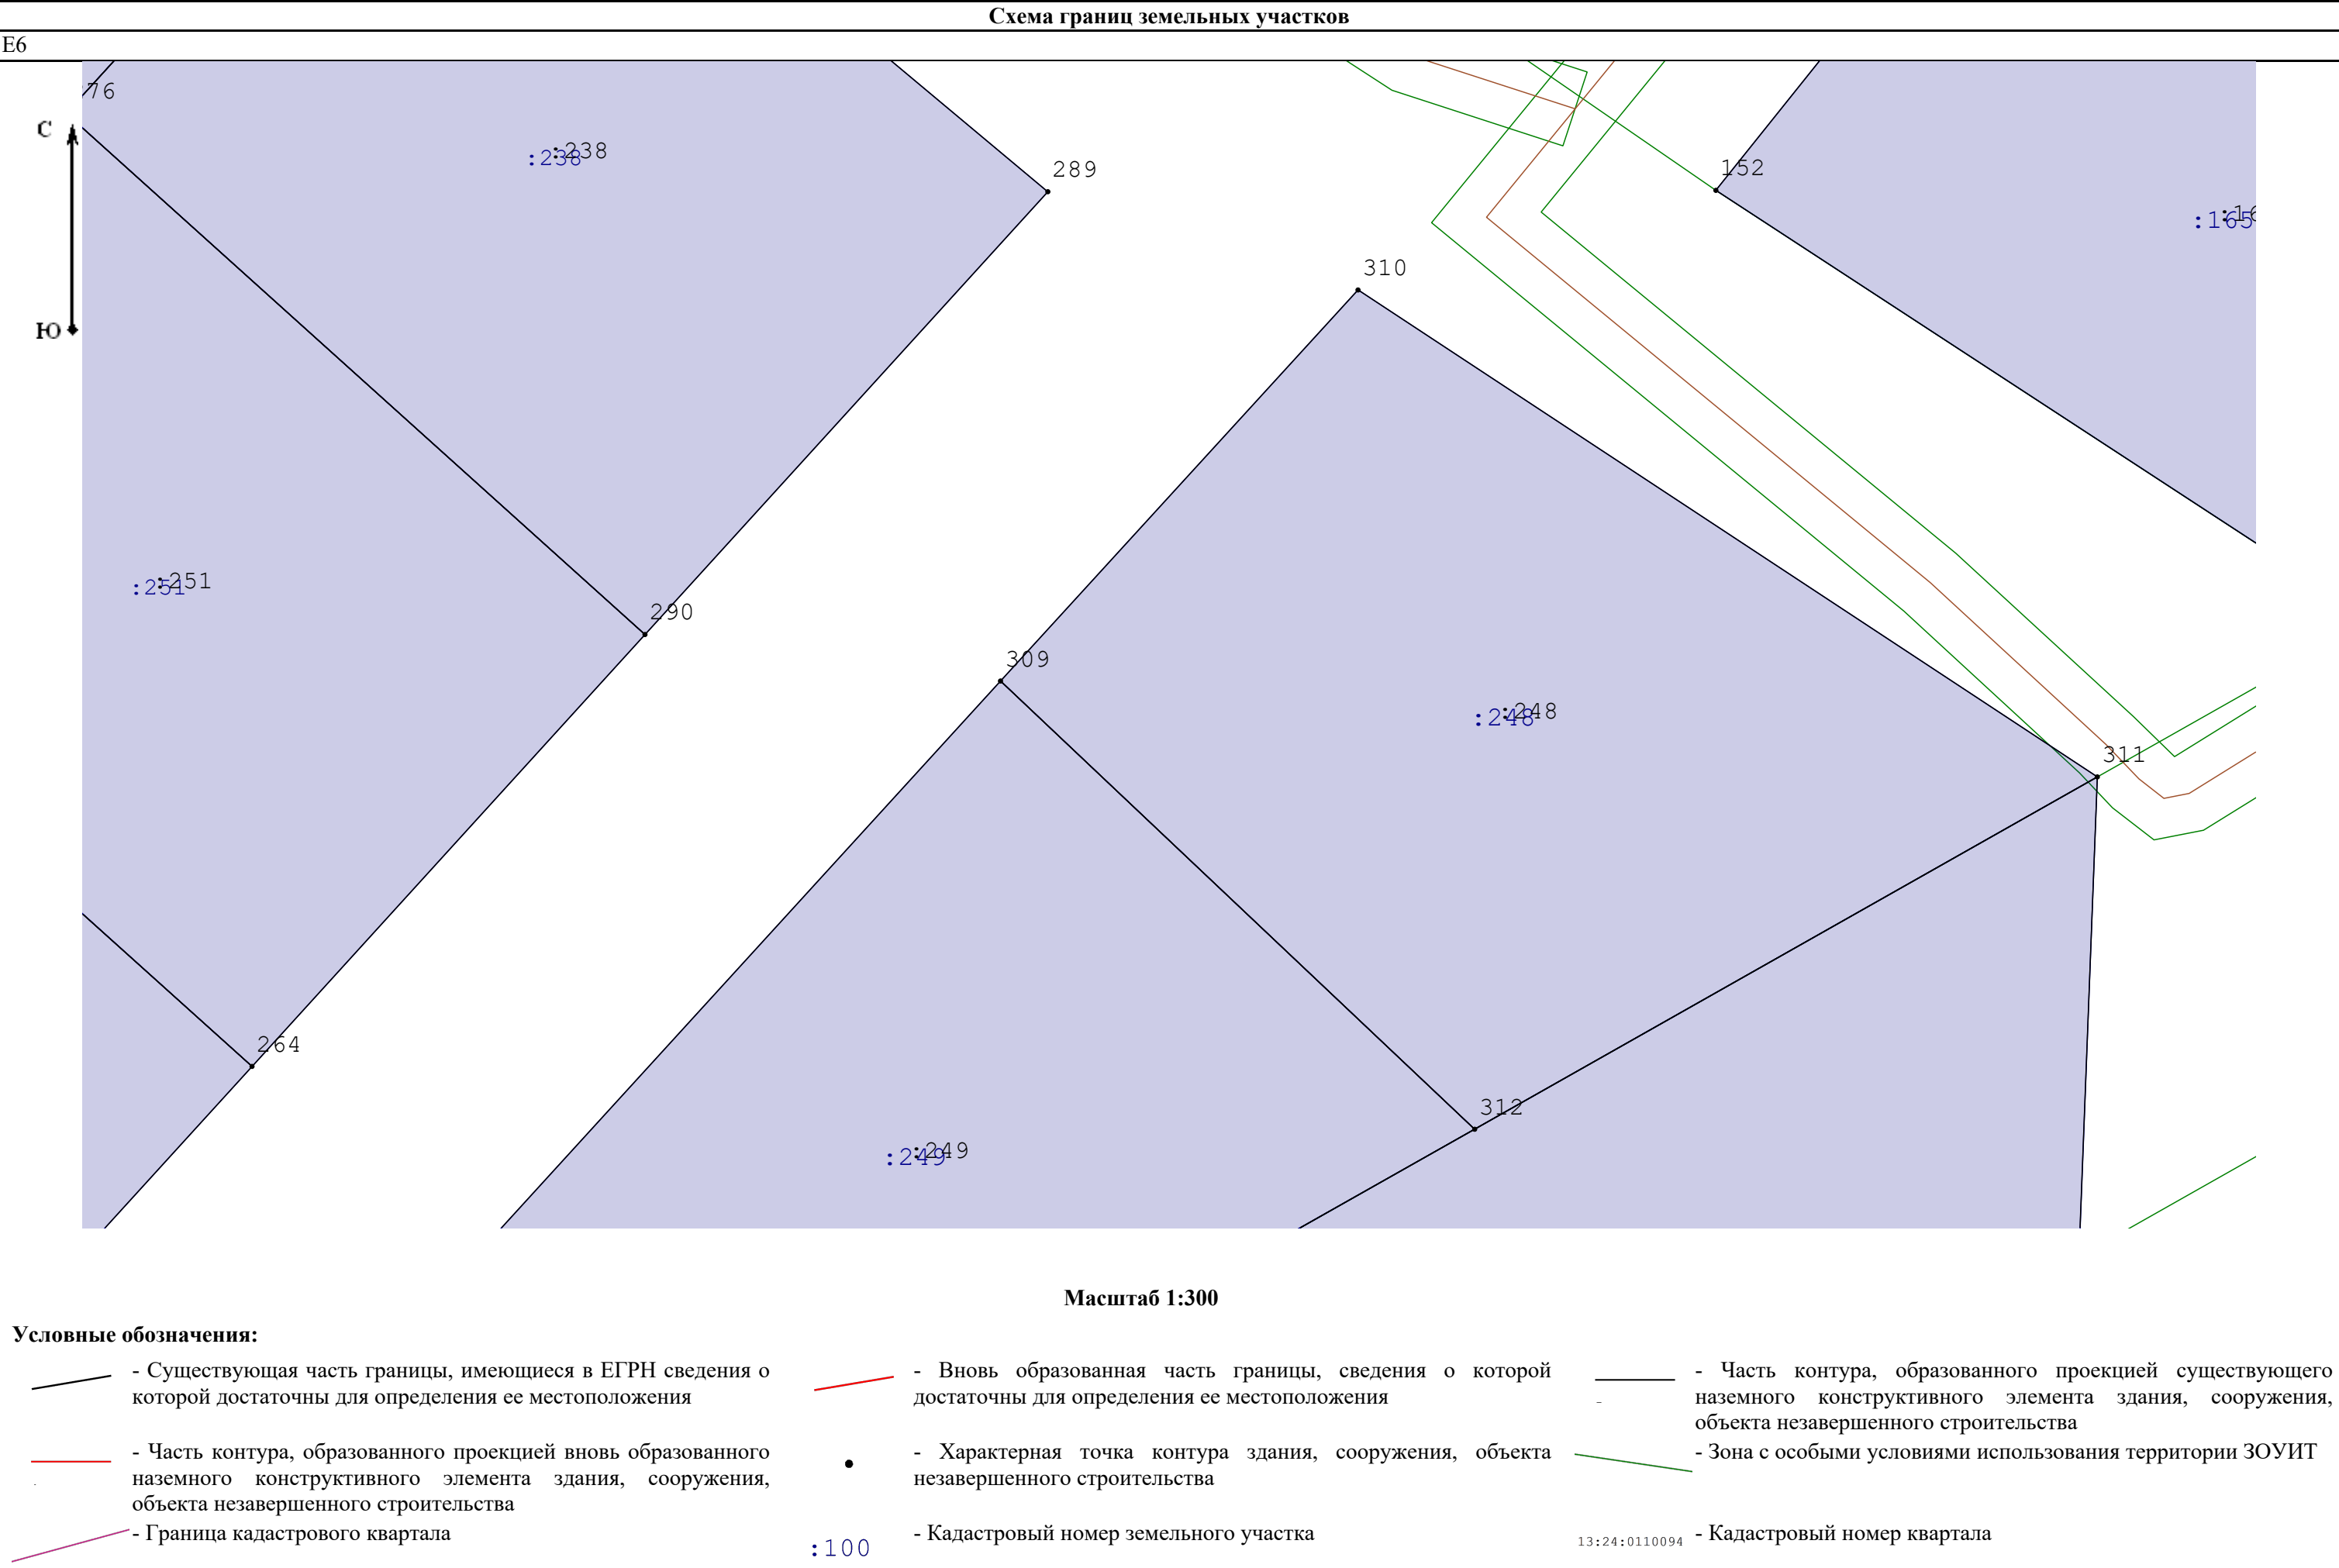 Схема границ земельных участков
Е6
76
С
:238
:238
289
152
:165
:16
310
Ю
:251
:251
290
309
:248
:248
311
264
312
:249
:249
Масштаб 1:300
Условные обозначения:
- Существующая часть границы, имеющиеся в ЕГРН сведения о
которой достаточны для определения ее местоположения
- Вновь образованная часть границы, сведения о которой
достаточны для определения ее местоположения
- Часть контура, образованного проекцией существующего
наземного конструктивного элемента здания, сооружения,
объекта незавершенного строительства
- Часть контура, образованного проекцией вновь образованного
наземного конструктивного элемента здания, сооружения,
объекта незавершенного строительства
- Характерная точка контура здания, сооружения, объекта
незавершенного строительства
- Зона с особыми условиями использования территории ЗОУИТ
- Граница кадастрового квартала
:100
- Кадастровый номер земельного участка
13:24:0110094
- Кадастровый номер квартала